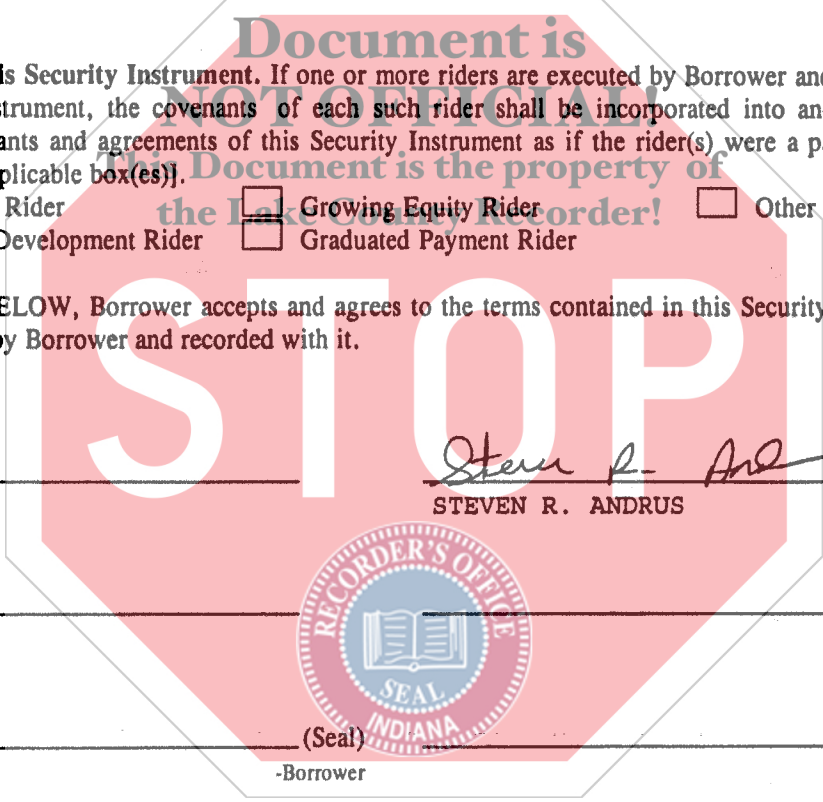 Document is
is Security Instrument. If one or more riders are executed by Borrower and
strument, the covenants of each such rider shall be incorporated into an
NOT OFFICIAL!
ants and agreements of this Security Instrument as if the rider(s) were a pa
This Document is the property of
plicable box(es)].
Rider Growing Equity Rider Other
the Lake County Recorder!
Development Rider Graduated Payment Rider
ELOW, Borrower accepts and agrees to the terms contained in this Security
by Borrower and recorded with it.
STOP
Steven R. And
STEVEN R. ANDRUS
RECORDER'S OFFICE
SEAL
INDIANA
(Seal)
-Borrower